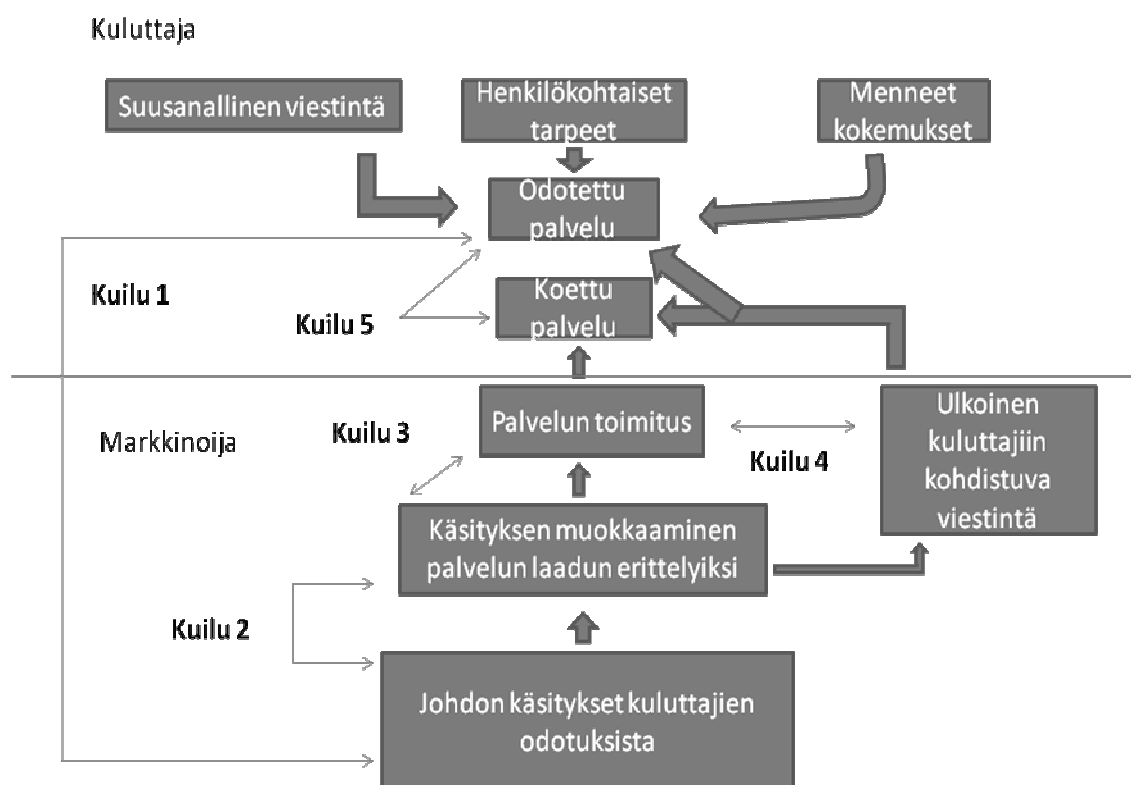 Kuluttaja
Suusanallinen viestintä
Henkilökohtaiset
tarpeet
Menneet
kokemukset
Odotettu
palvelu
Kuilu 1
Kuilu 5
Koettu
palvelu
Markkinoija
Kuilu 3
Palvelun toimitus
Kuilu 4
Ulkoinen
kuluttajiin
kohdistuva
viestintä
Käsityksen muokkaaminen
palvelun laadun erittelyiksi
Kuilu 2
Johdon käsitykset kuluttajien
odotuksista